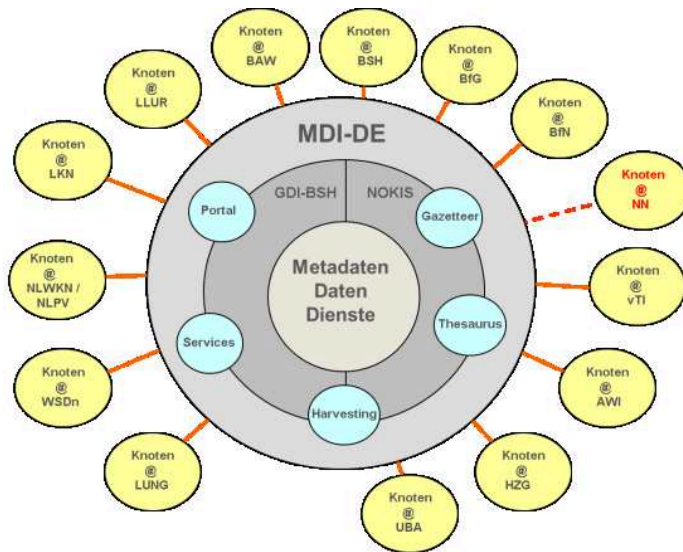 Knoten
@
BAW
Knoten
@
BSH
Knoten
@
BfG
Knoten
@
LLUR
Knoten
@
BfN
Knoten
@
LKN
Knoten
@
NN
MDI-DE
GDI-BSH
NOKIS
Portal
Gazetteer
Metadaten
Daten
Dienste
Knoten
@
NLWKN /
NLPV
Knoten
@
vTI
Services
Thesaurus
Knoten
@
WSDn
Knoten
@
AWI
Harvesting
Knoten
@
LUNG
Knoten
@
HZG
Knoten
@
UBA